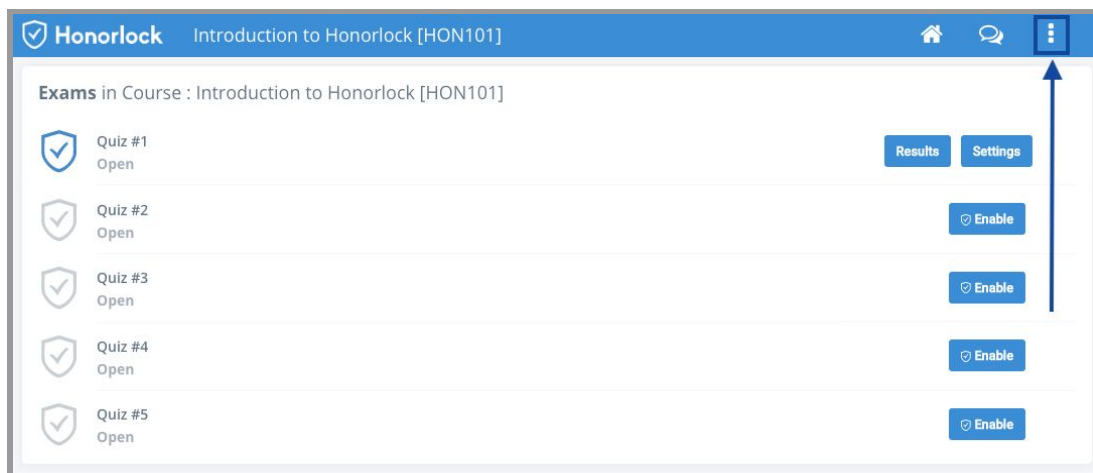 Honorlock Introduction to Honorlock [HON101]
Exams in Course : Introduction to Honorlock [HON101]
Quiz #1
Open
Results Settings
Quiz #2
Open
Enable
Quiz #3
Open
Enable
Quiz #4
Open
Enable
Quiz #5
Open
Enable